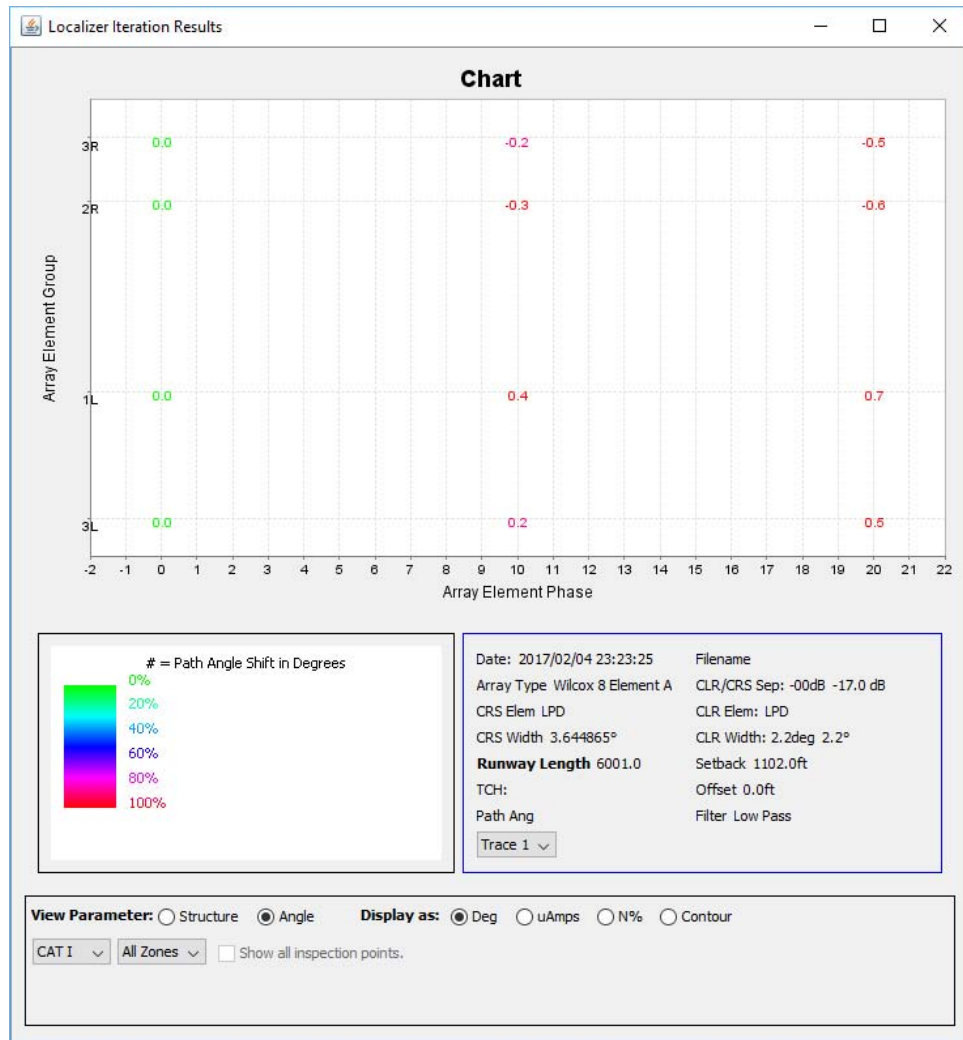 Localizer Iteration Results
Chart
3R 0.0 -0.2 -0.5
2R 0.0 -0.3 -0.6
Array Element Group
1L 0.0 0.4 0.7
3L 0.0 0.2 0.5
-2 -1 0 1 2 3 4 5 6 7 8 9 10 11 12 13 14 15 16 17 18 19 20 21 22
Array Element Phase
# = Path Angle Shift in Degrees
0%
20%
40%
60%
80%
100%
Date: 2017/02/04 23:23:25 Filename
Array Type Wilcox 8 Element A CLR/CRS Sep: -00dB -17.0 dB
CRS Elem LPD CLR Elem: LPD
CRS Width 3.644865° CLR Width: 2.2deg 2.2°
Runway Length 6001.0 Setback 1102.0ft
TCH: Offset 0.0ft
Path Ang Filter Low Pass
Trace 1
View Parameter: Structure Angle Display as: Deg uAmps N% Contour
CAT I All Zones Show all inspection points.